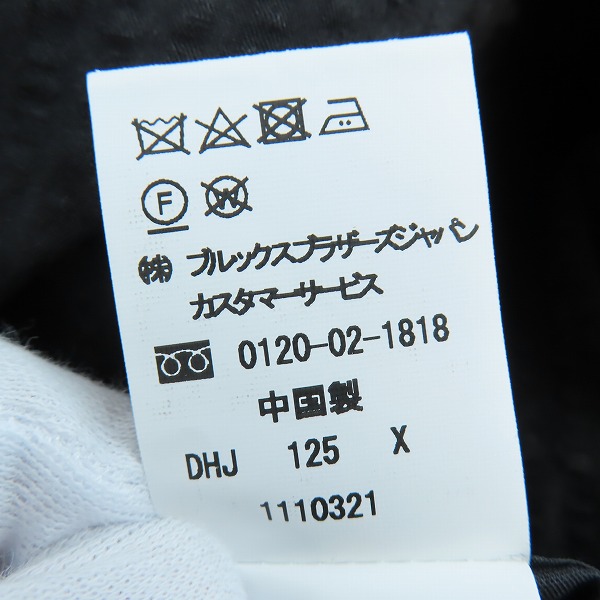 F W
㈱ ブルックスブラザーズジャパン
カスタマーサービス
0120-02-1818
中国製
DHJ 125 X
1110321